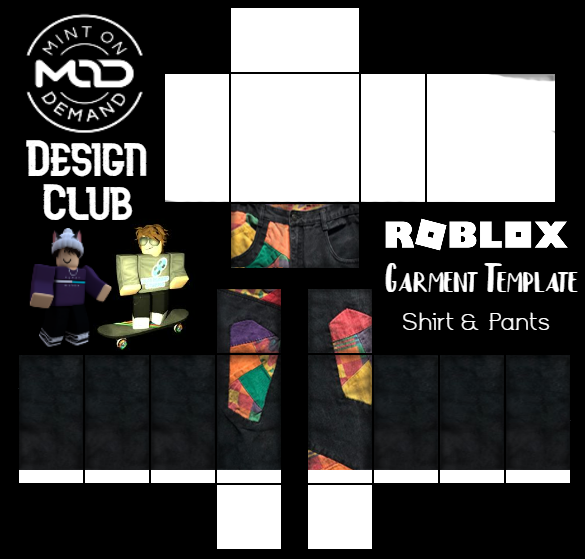 MINT ON
MOD
DEMAND
DESIGN
CLUB
ROBLOX
GARMENT TEMPLATE
Shirt & Pants